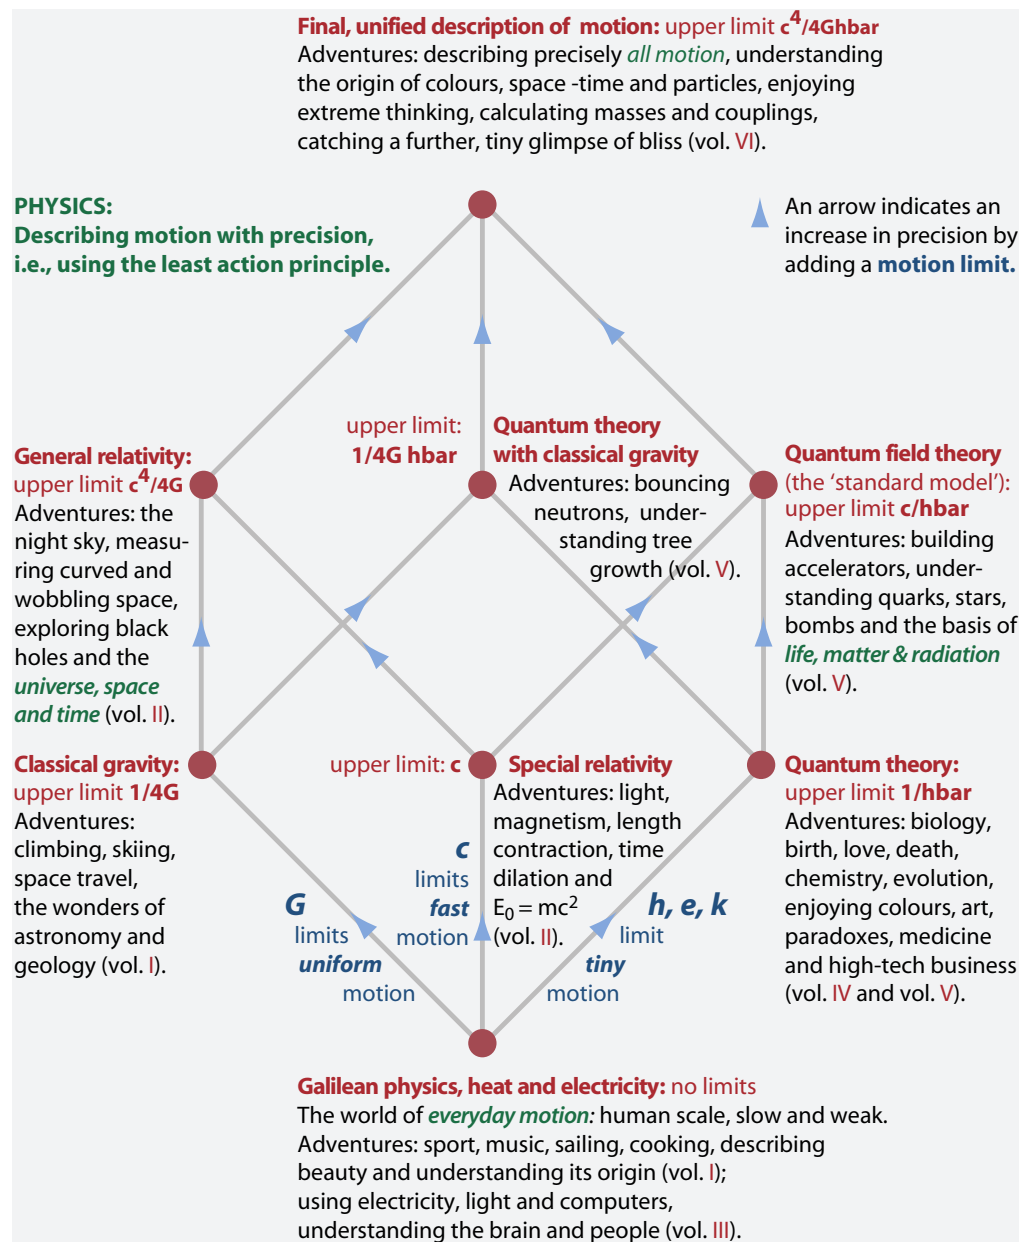 Final, unified description of motion: upper limit c⁴/4Ghbar
Adventures: describing precisely all motion, understanding
the origin of colours, space -time and particles, enjoying
extreme thinking, calculating masses and couplings,
catching a further, tiny glimpse of bliss (vol. VI).
PHYSICS:
Describing motion with precision,
i.e., using the least action principle.
An arrow indicates an
increase in precision by
adding a motion limit.
General relativity:
upper limit c⁴/4G
Adventures: the
night sky, measu-
ring curved and
wobbling space,
exploring black
holes and the
universe, space
and time (vol. II).
upper limit:
1/4G hbar
Quantum theory
with classical gravity
Adventures: bouncing
neutrons, under-
standing tree
growth (vol. V).
Quantum field theory
(the ‘standard model’):
upper limit c/hbar
Adventures: building
accelerators, under-
standing quarks, stars,
bombs and the basis of
life, matter & radiation
(vol. V).
Classical gravity:
upper limit 1/4G
Adventures:
climbing, skiing,
space travel,
the wonders of
astronomy and
geology (vol. I).
upper limit: c
Special relativity
Adventures: light,
magnetism, length
contraction, time
dilation and
E₀ = mc²
(vol. II).
Quantum theory:
upper limit 1/hbar
Adventures: biology,
birth, love, death,
chemistry, evolution,
enjoying colours, art,
paradoxes, medicine
and high-tech business
(vol. IV and vol. V).
G
limits
uniform
motion
c
limits
fast
motion
h, e, k
limit
tiny
motion
Galilean physics, heat and electricity: no limits
The world of everyday motion: human scale, slow and weak.
Adventures: sport, music, sailing, cooking, describing
beauty and understanding its origin (vol. I);
using electricity, light and computers,
understanding the brain and people (vol. III).